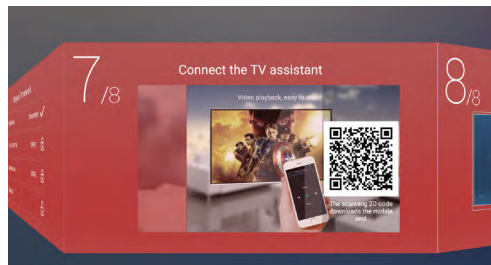 7/8
Connect the TV assistant
Video playback, easy to share
The scanning 2D code
downloads the mobile
end
8/8